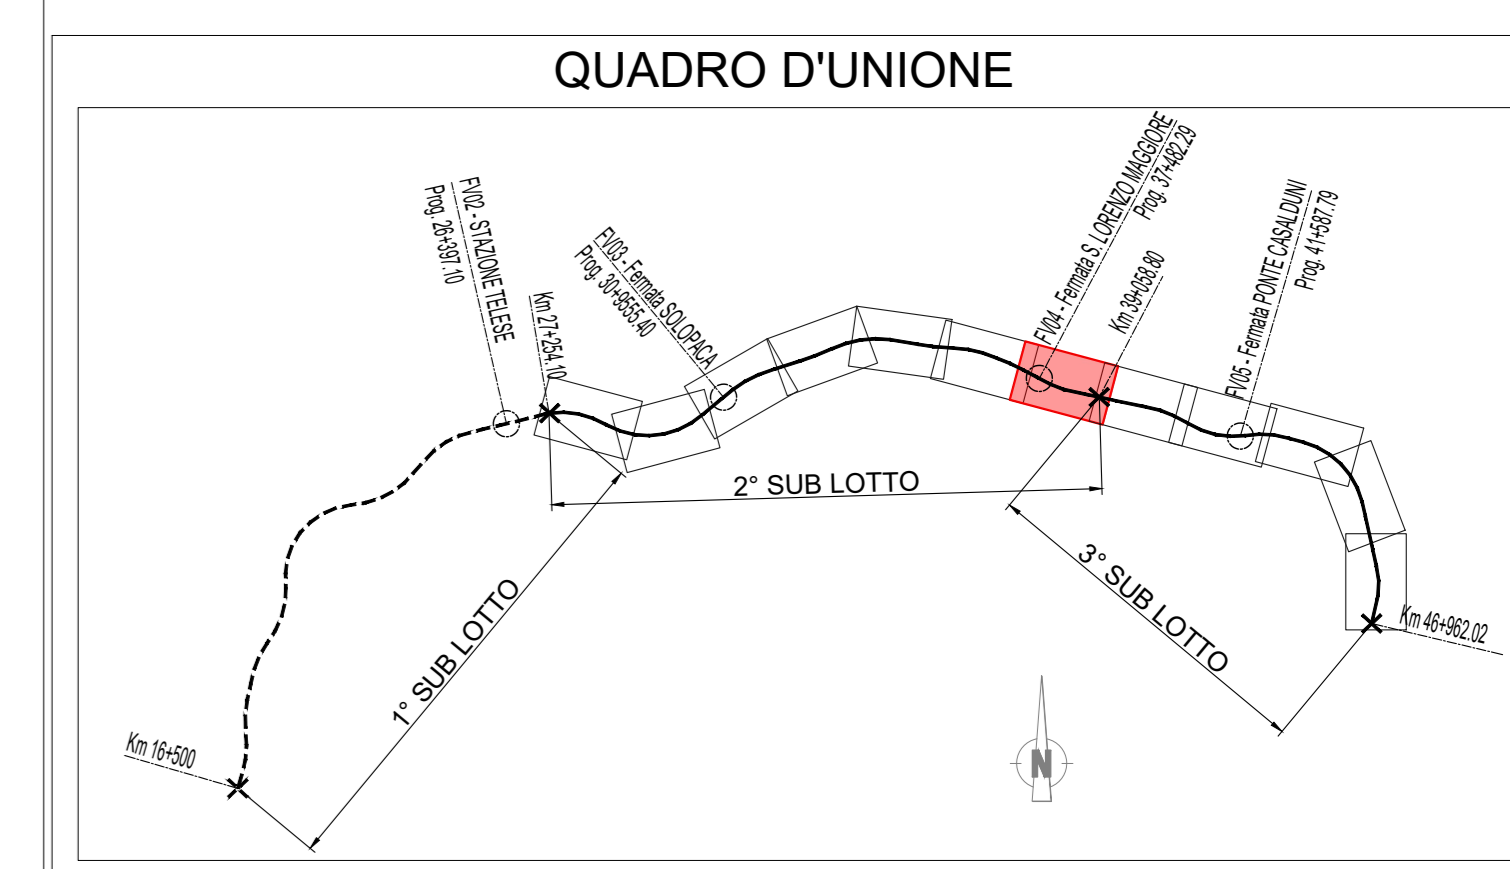 QUADRO D'UNIONE
FV02 - STAZIONE TELESE
Prog. 26+397.10
Km 27+254.10
FV03 - Fermata SOLOPACA
Prog. 30+9555.40
FV04 - Fermata S. LORENZO MAGGIORE
Prog. 37+482.29
Km 39+058.80
FV05 - Fermata PONTE CASALDUNI
Prog. 41+587.79
2° SUB LOTTO
1° SUB LOTTO
3° SUB LOTTO
Km 46+962.02
Km 16+500
N